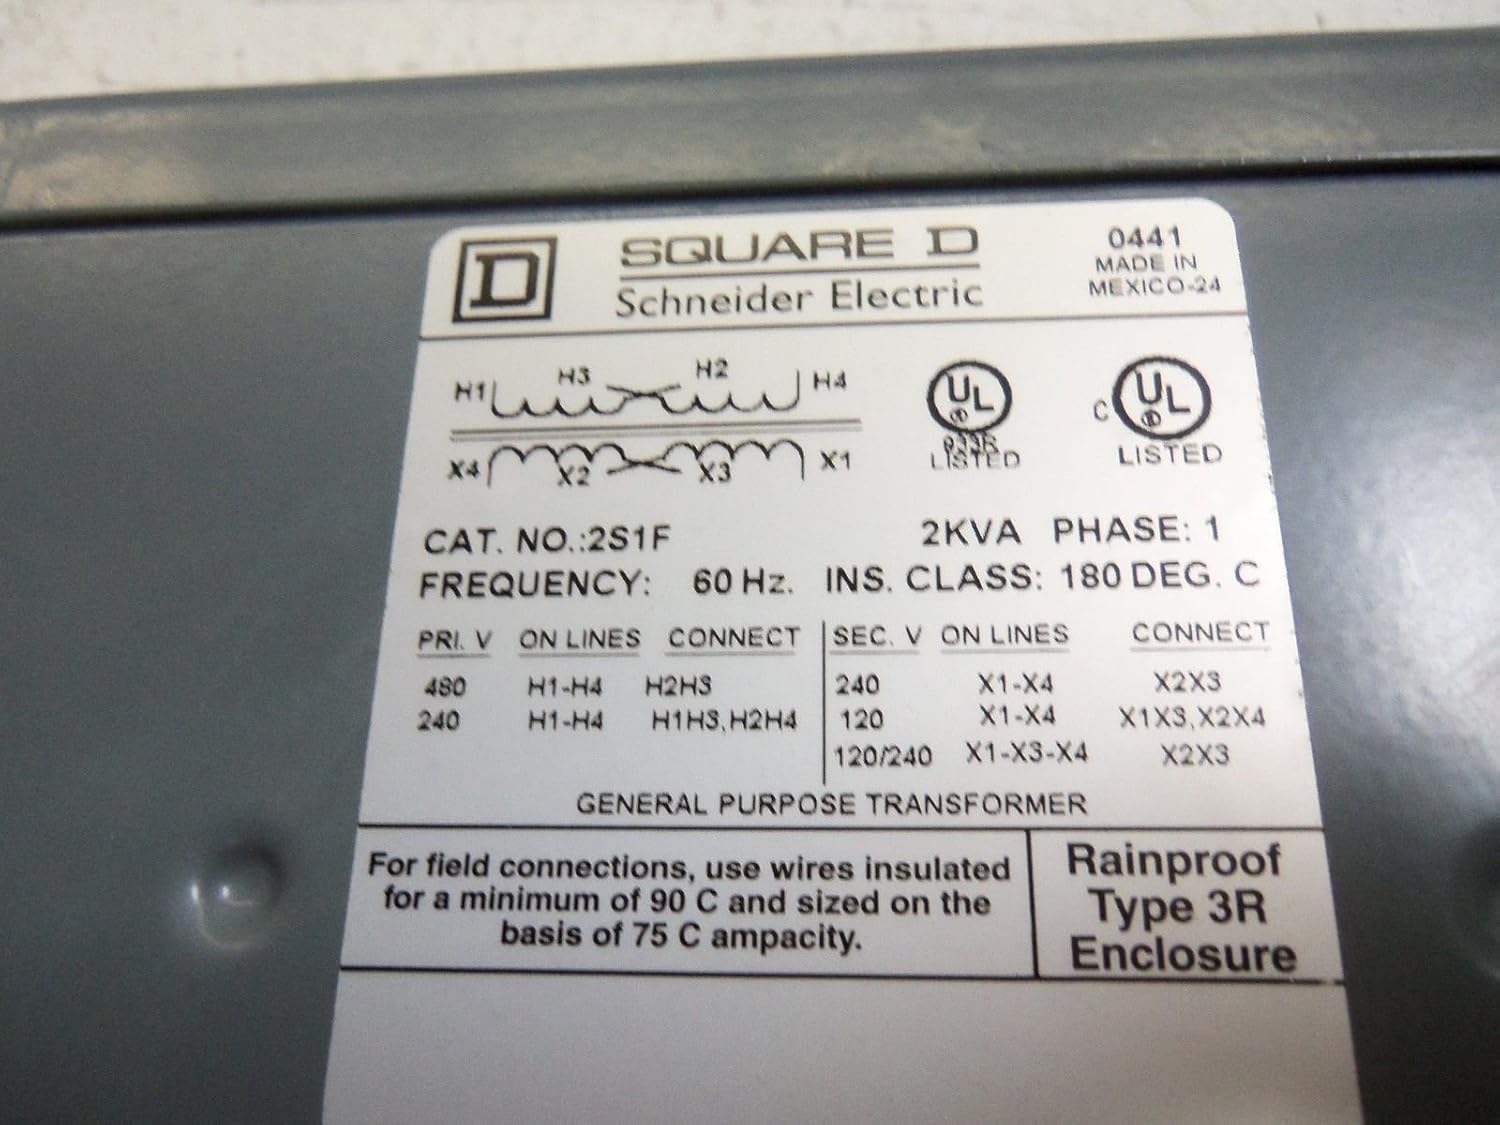 D SQUARE D 0441
Schneider Electric MADE IN
MEXICO-24
H1 H3 H2 H4
X4 X2 X3 X1
UL ® 933R LISTED
C UL ® LISTED
CAT. NO.:2S1F 2KVA PHASE: 1
FREQUENCY: 60 Hz. INS. CLASS: 180 DEG. C
PRI. V ON LINES CONNECT SEC. V ON LINES CONNECT
480 H1-H4 H2H3 240 X1-X4 X2X3
240 H1-H4 H1H3,H2H4 120 X1-X4 X1X3,X2X4
120/240 X1-X3-X4 X2X3
GENERAL PURPOSE TRANSFORMER
For field connections, use wires insulated
for a minimum of 90 C and sized on the
basis of 75 C ampacity.
Rainproof
Type 3R
Enclosure